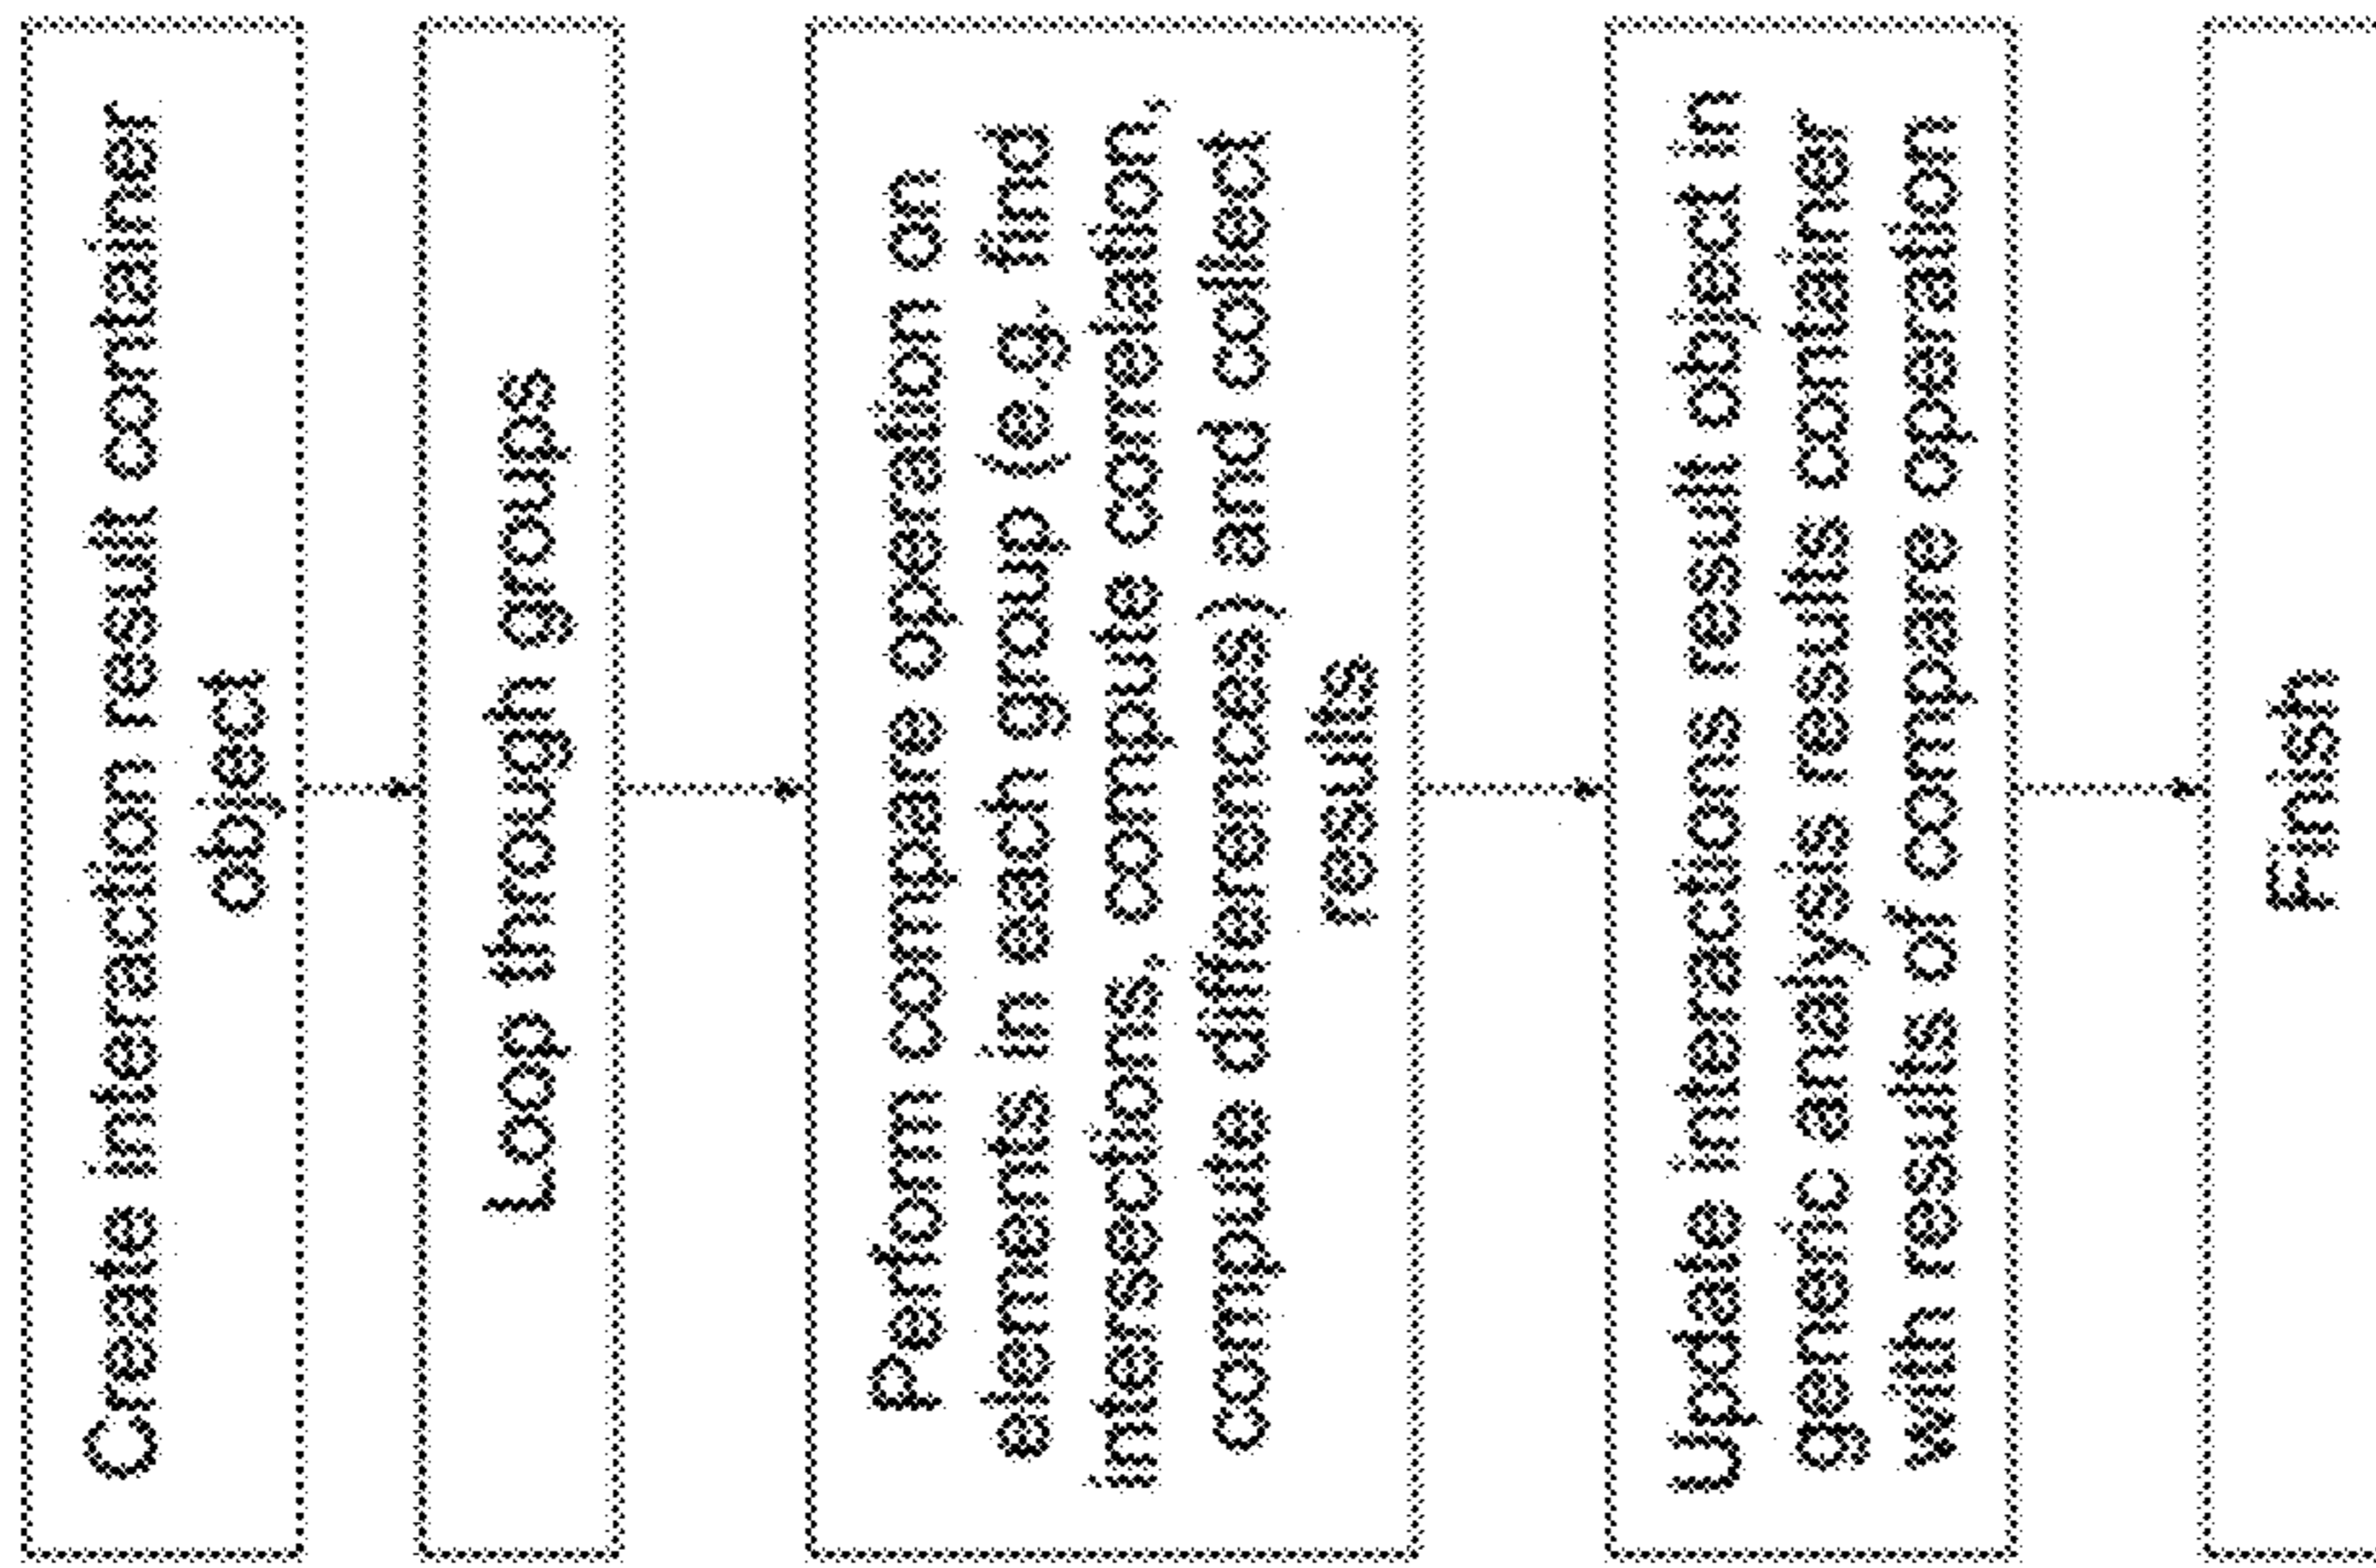 Create interaction result container
object
Loop through groups
Perform compare operation on
elements in each group (e.g. find
intersections, compute correlation,
compute differences) and collect
results
Update interactions result object in
generic analysis results container
with results of compare operation
Finish